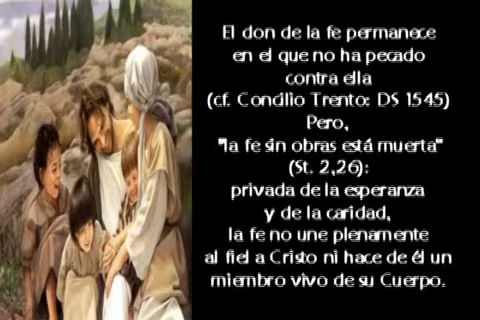 El don de la fe permanece
en el que no ha pecado
contra ella
(cf. Concilio Trento: DS 1545)
Pero,
"la fe sin obras está muerta"
(St. 2,26):
privada de la esperanza
y de la caridad,
la fe no une plenamente
al fiel a Cristo ni hace de él un
miembro vivo de su Cuerpo.